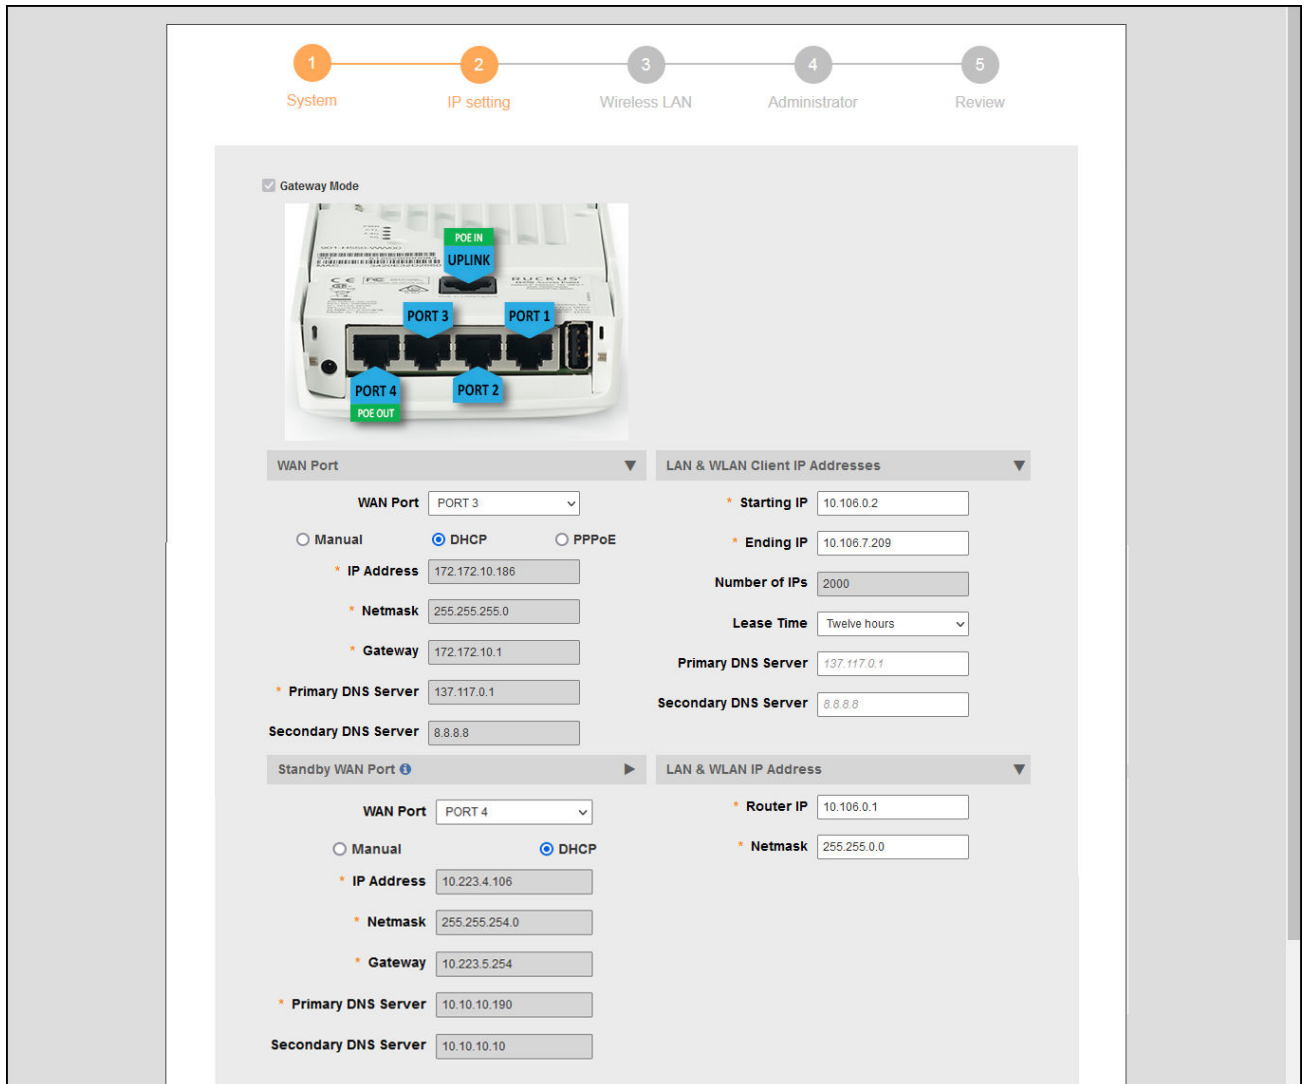 1
2
3
4
5
System
IP setting
Wireless LAN
Administrator
Review
Gateway Mode
POE IN
UPLINK
RUCKUS
PORT 3
PORT 1
PORT 4
PORT 2
POE OUT
WAN Port
WAN Port PORT 3
Manual DHCP PPPoE
* IP Address 172.172.10.186
* Netmask 255.255.255.0
* Gateway 172.172.10.1
* Primary DNS Server 137.117.0.1
Secondary DNS Server 8.8.8.8
LAN & WLAN Client IP Addresses
* Starting IP 10.106.0.2
* Ending IP 10.106.7.209
Number of IPs 2000
Lease Time Twelve hours
Primary DNS Server 137.117.0.1
Secondary DNS Server 8.8.8.8
Standby WAN Port
WAN Port PORT 4
Manual DHCP
* IP Address 10.223.4.106
* Netmask 255.255.254.0
* Gateway 10.223.5.254
* Primary DNS Server 10.10.10.190
Secondary DNS Server 10.10.10.10
LAN & WLAN IP Address
* Router IP 10.106.0.1
* Netmask 255.255.0.0